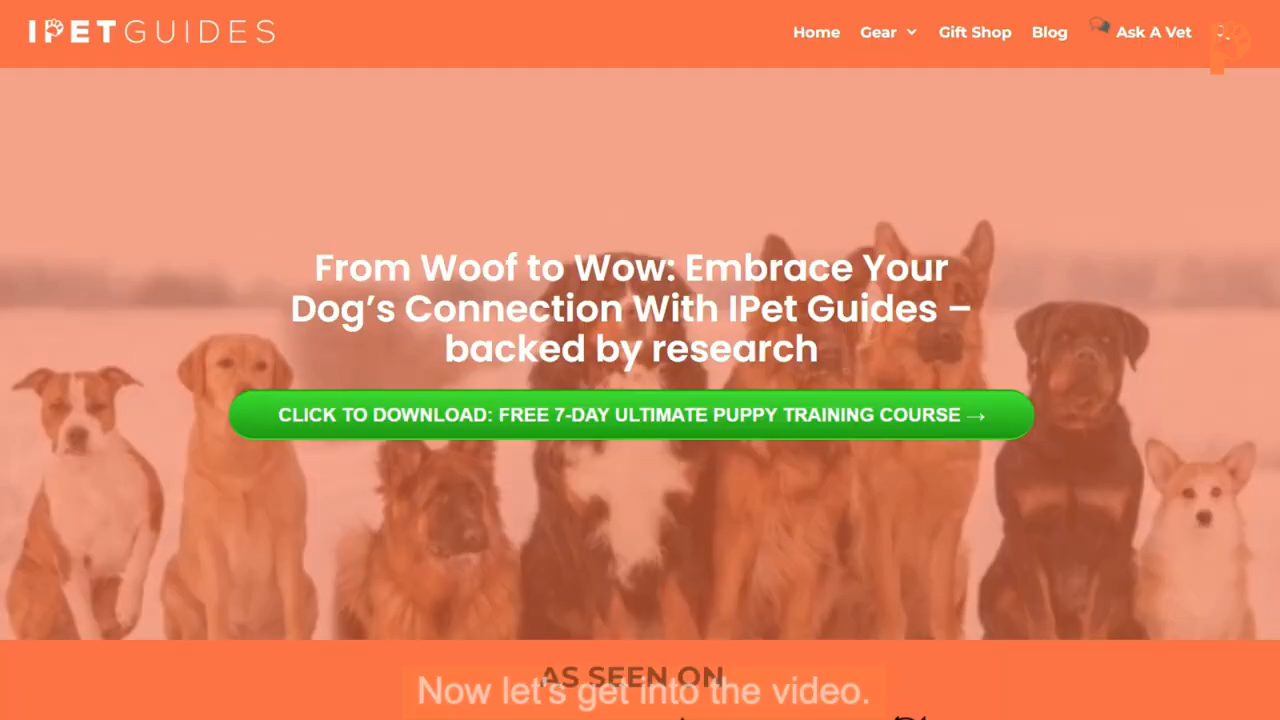 IPETGUIDES
Home Gear Gift Shop Blog Ask A Vet
From Woof to Wow: Embrace Your
Dog’s Connection With IPet Guides –
backed by research
CLICK TO DOWNLOAD: FREE 7-DAY ULTIMATE PUPPY TRAINING COURSE →
AS SEEN ON
Now let's get into the video.